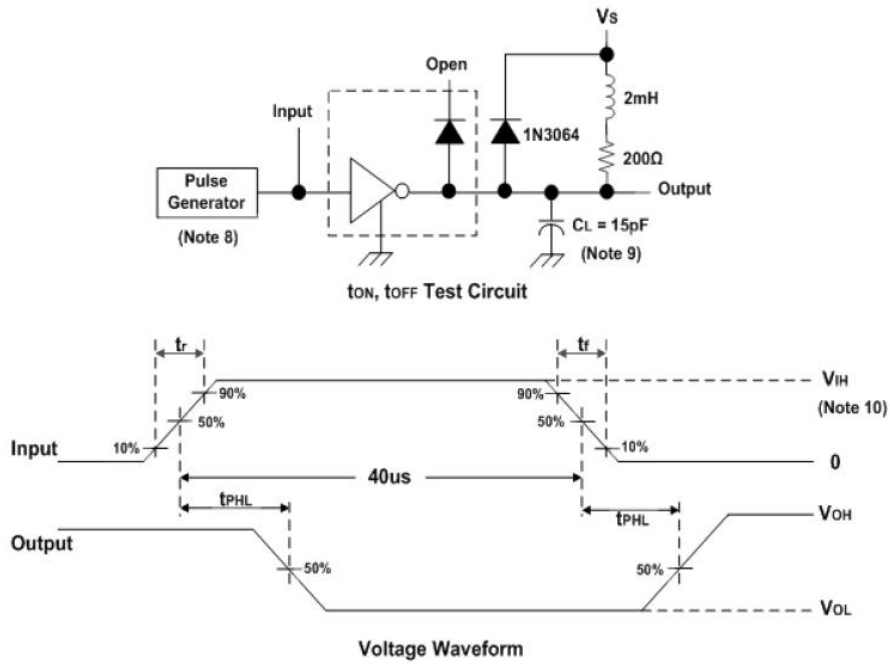 Vs
Open
2mH
Input
1N3064
200Ω
Pulse
Generator
Output
(Note 8)
CL = 15pF
(Note 9)
tON, tOFF Test Circuit
tr
tf
90%
90%
VIH
50%
50%
(Note 10)
Input
10%
10%
0
40us
tPHL
tPHL
VOH
Output
50%
50%
VOL
Voltage Waveform